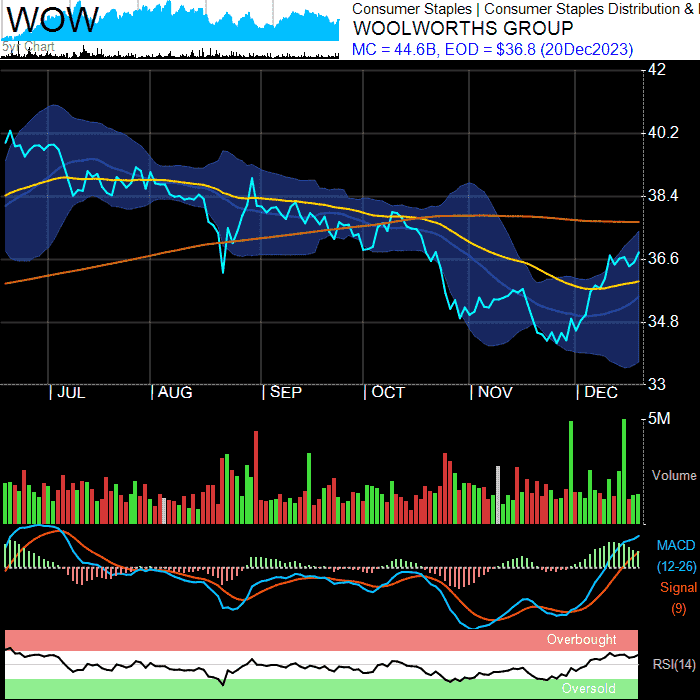 WOW
5yr Chart
Consumer Staples | Consumer Staples Distribution &
WOOLWORTHS GROUP
MC = 44.6B, EOD = $36.8 (20Dec2023)
42
40.2
38.4
36.6
34.8
33
| JUL | AUG | SEP | OCT | NOV | DEC
5M
Volume
MACD
(12-26)
Signal
(9)
Overbought
RSI(14)
Oversold